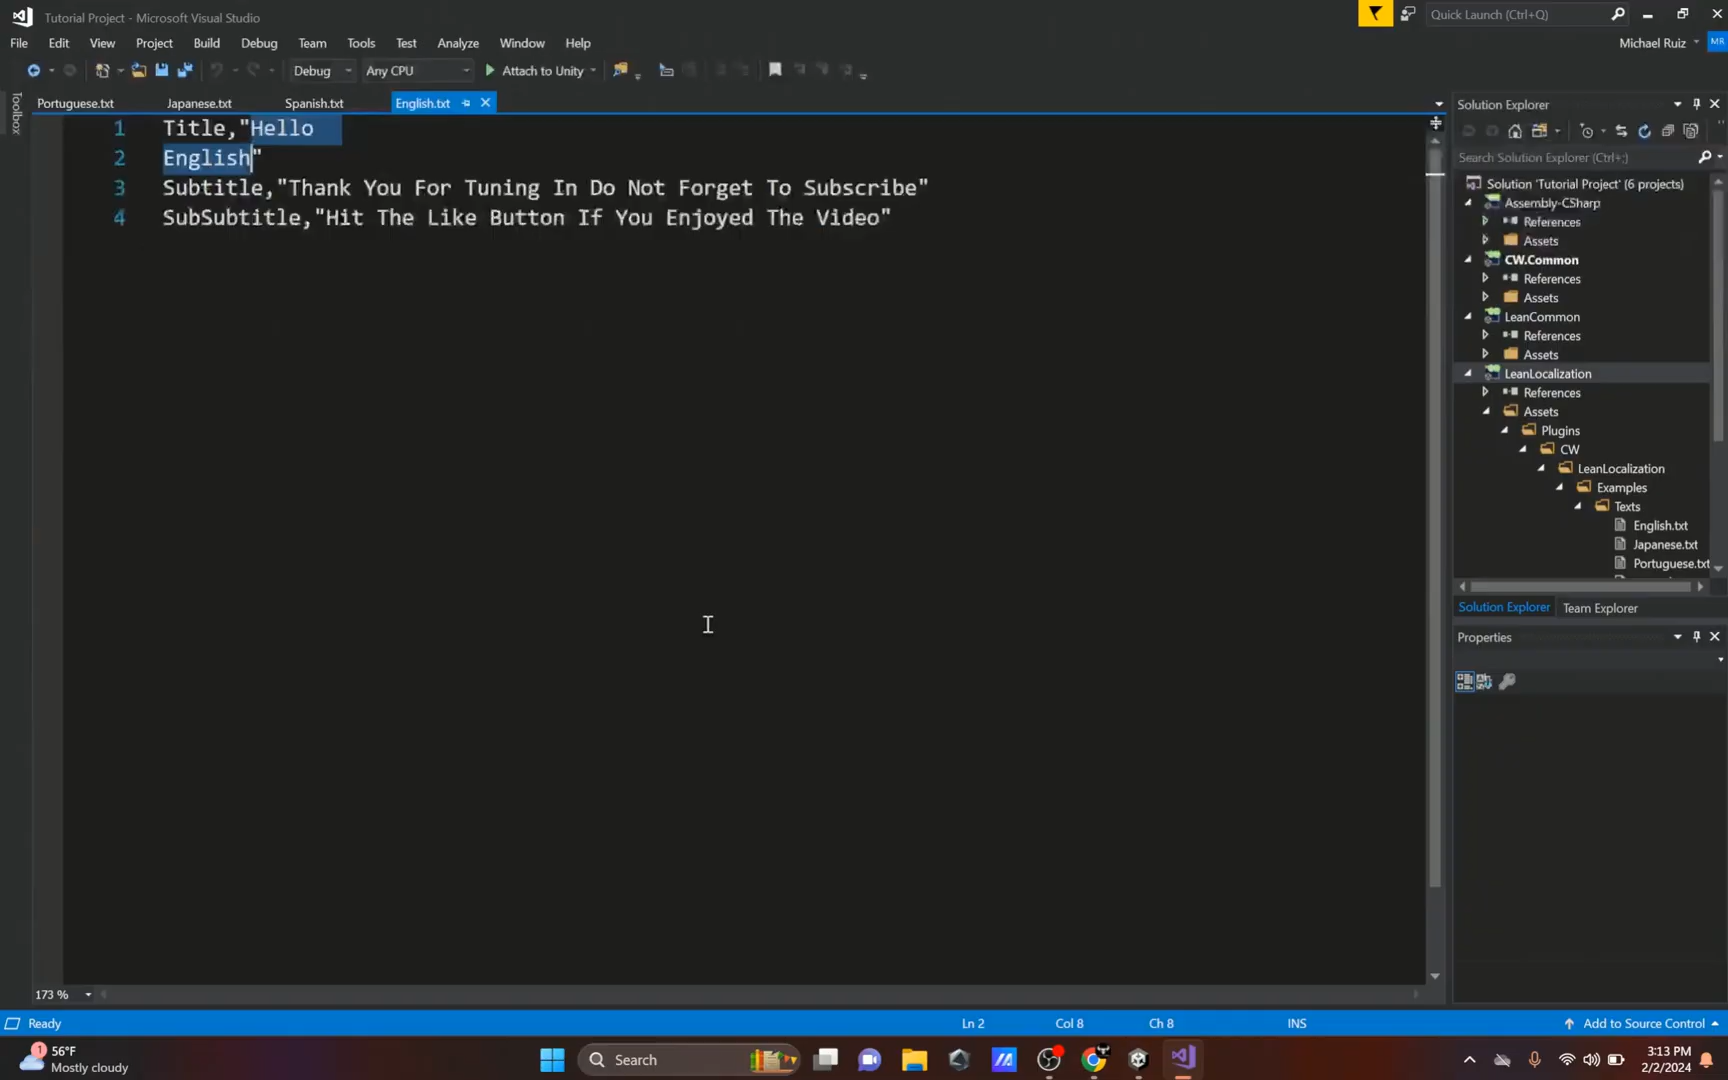 Tutorial Project - Microsoft Visual Studio
Quick Launch (Ctrl+Q)
File Edit View Project Build Debug Team Tools Test Analyze Window Help
Michael Ruiz
MR
Debug
Any CPU
Attach to Unity
Toolbox
Portuguese.txt
Japanese.txt
Spanish.txt
English.txt
1 Title,"Hello
2 English"
3 Subtitle,"Thank You For Tuning In Do Not Forget To Subscribe"
4 SubSubtitle,"Hit The Like Button If You Enjoyed The Video"
Solution Explorer
Search Solution Explorer (Ctrl+;)
Solution 'Tutorial Project' (6 projects)
Assembly-CSharp
References
Assets
CW.Common
References
Assets
LeanCommon
References
Assets
LeanLocalization
References
Assets
Plugins
CW
LeanLocalization
Examples
Texts
English.txt
Japanese.txt
Portuguese.txt
Solution Explorer
Team Explorer
Properties
173 %
Ready
Ln 2
Col 8
Ch 8
INS
Add to Source Control
1
56°F
Mostly cloudy
Search
3:13 PM
2/2/2024